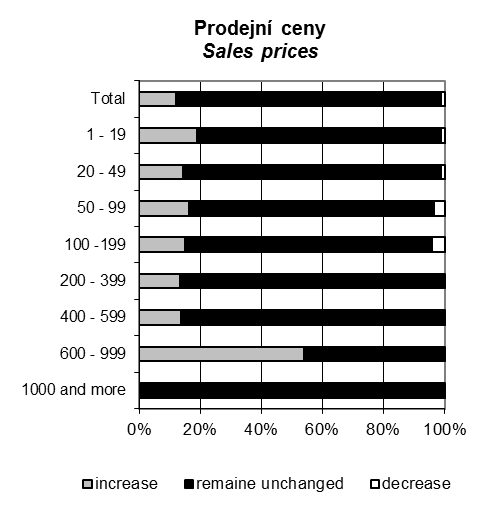 Prodejní ceny
Sales prices
Total
1 - 19
20 - 49
50 - 99
100 -199
200 - 399
400 - 599
600 - 999
1000 and more
0% 20% 40% 60% 80% 100%
increase remaine unchanged decrease